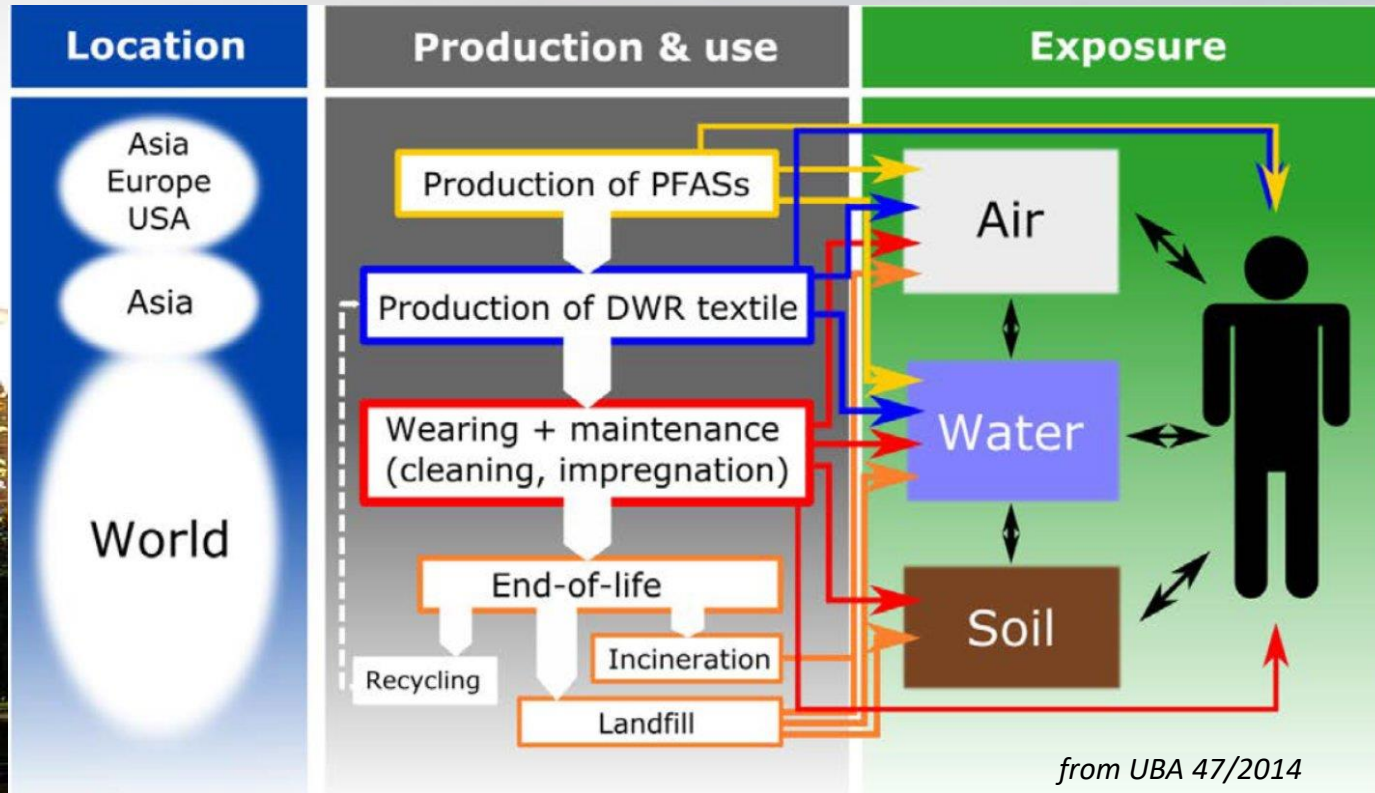 Location
Production & use
Exposure
Asia
Europe
USA
Asia
World
Production of PFASs
Production of DWR textile
Wearing + maintenance
(cleaning, impregnation)
End-of-life
Recycling
Incineration
Landfill
Air
Water
Soil
from UBA 47/2014